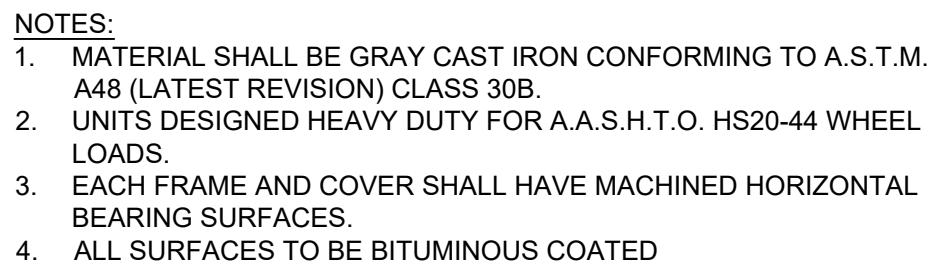 NOTES:
1. MATERIAL SHALL BE GRAY CAST IRON CONFORMING TO A.S.T.M.
A48 (LATEST REVISION) CLASS 30B.
2. UNITS DESIGNED HEAVY DUTY FOR A.A.S.H.T.O. HS20-44 WHEEL
LOADS.
3. EACH FRAME AND COVER SHALL HAVE MACHINED HORIZONTAL
BEARING SURFACES.
4. ALL SURFACES TO BE BITUMINOUS COATED